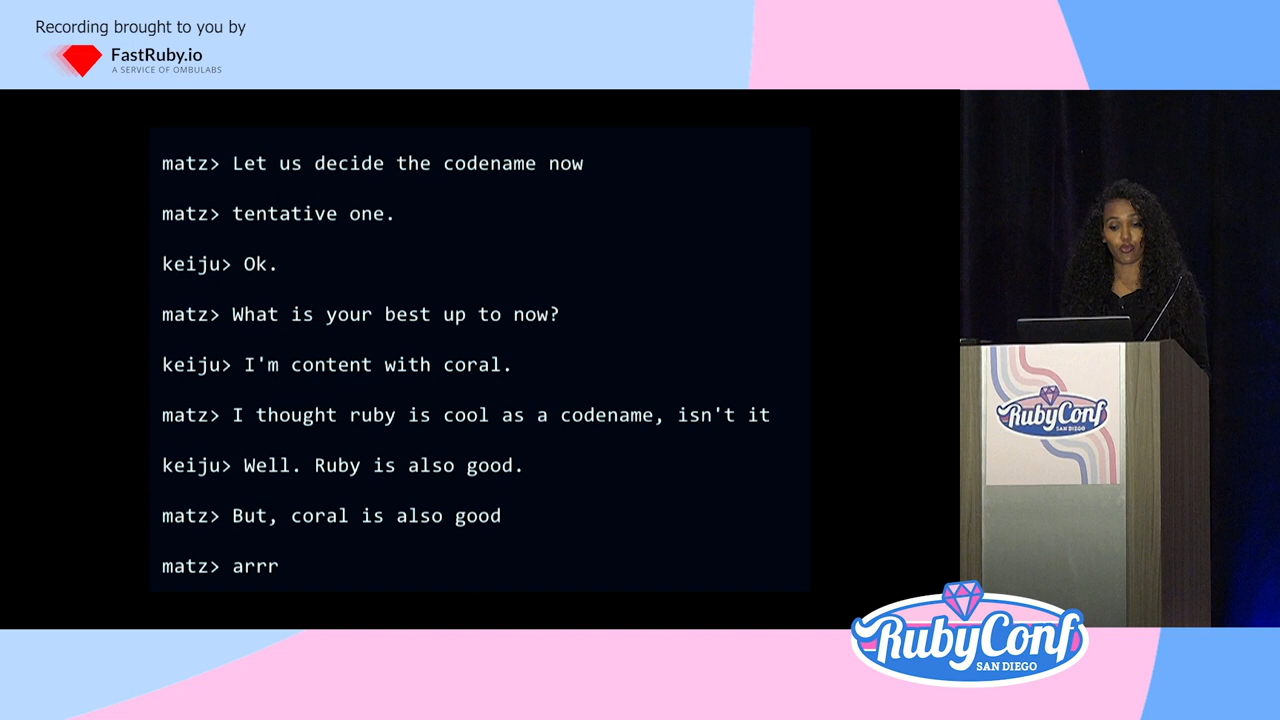 Recording brought to you by
FastRuby.io
A SERVICE OF OMBULABS
matz> Let us decide the codename now
matz> tentative one.
keiju> Ok.
matz> What is your best up to now?
keiju> I'm content with coral.
matz> I thought ruby is cool as a codename, isn't it
keiju> Well. Ruby is also good.
matz> But, coral is also good
matz> arrr
RubyConf
SAN DIEGO
RubyConf
SAN DIEGO